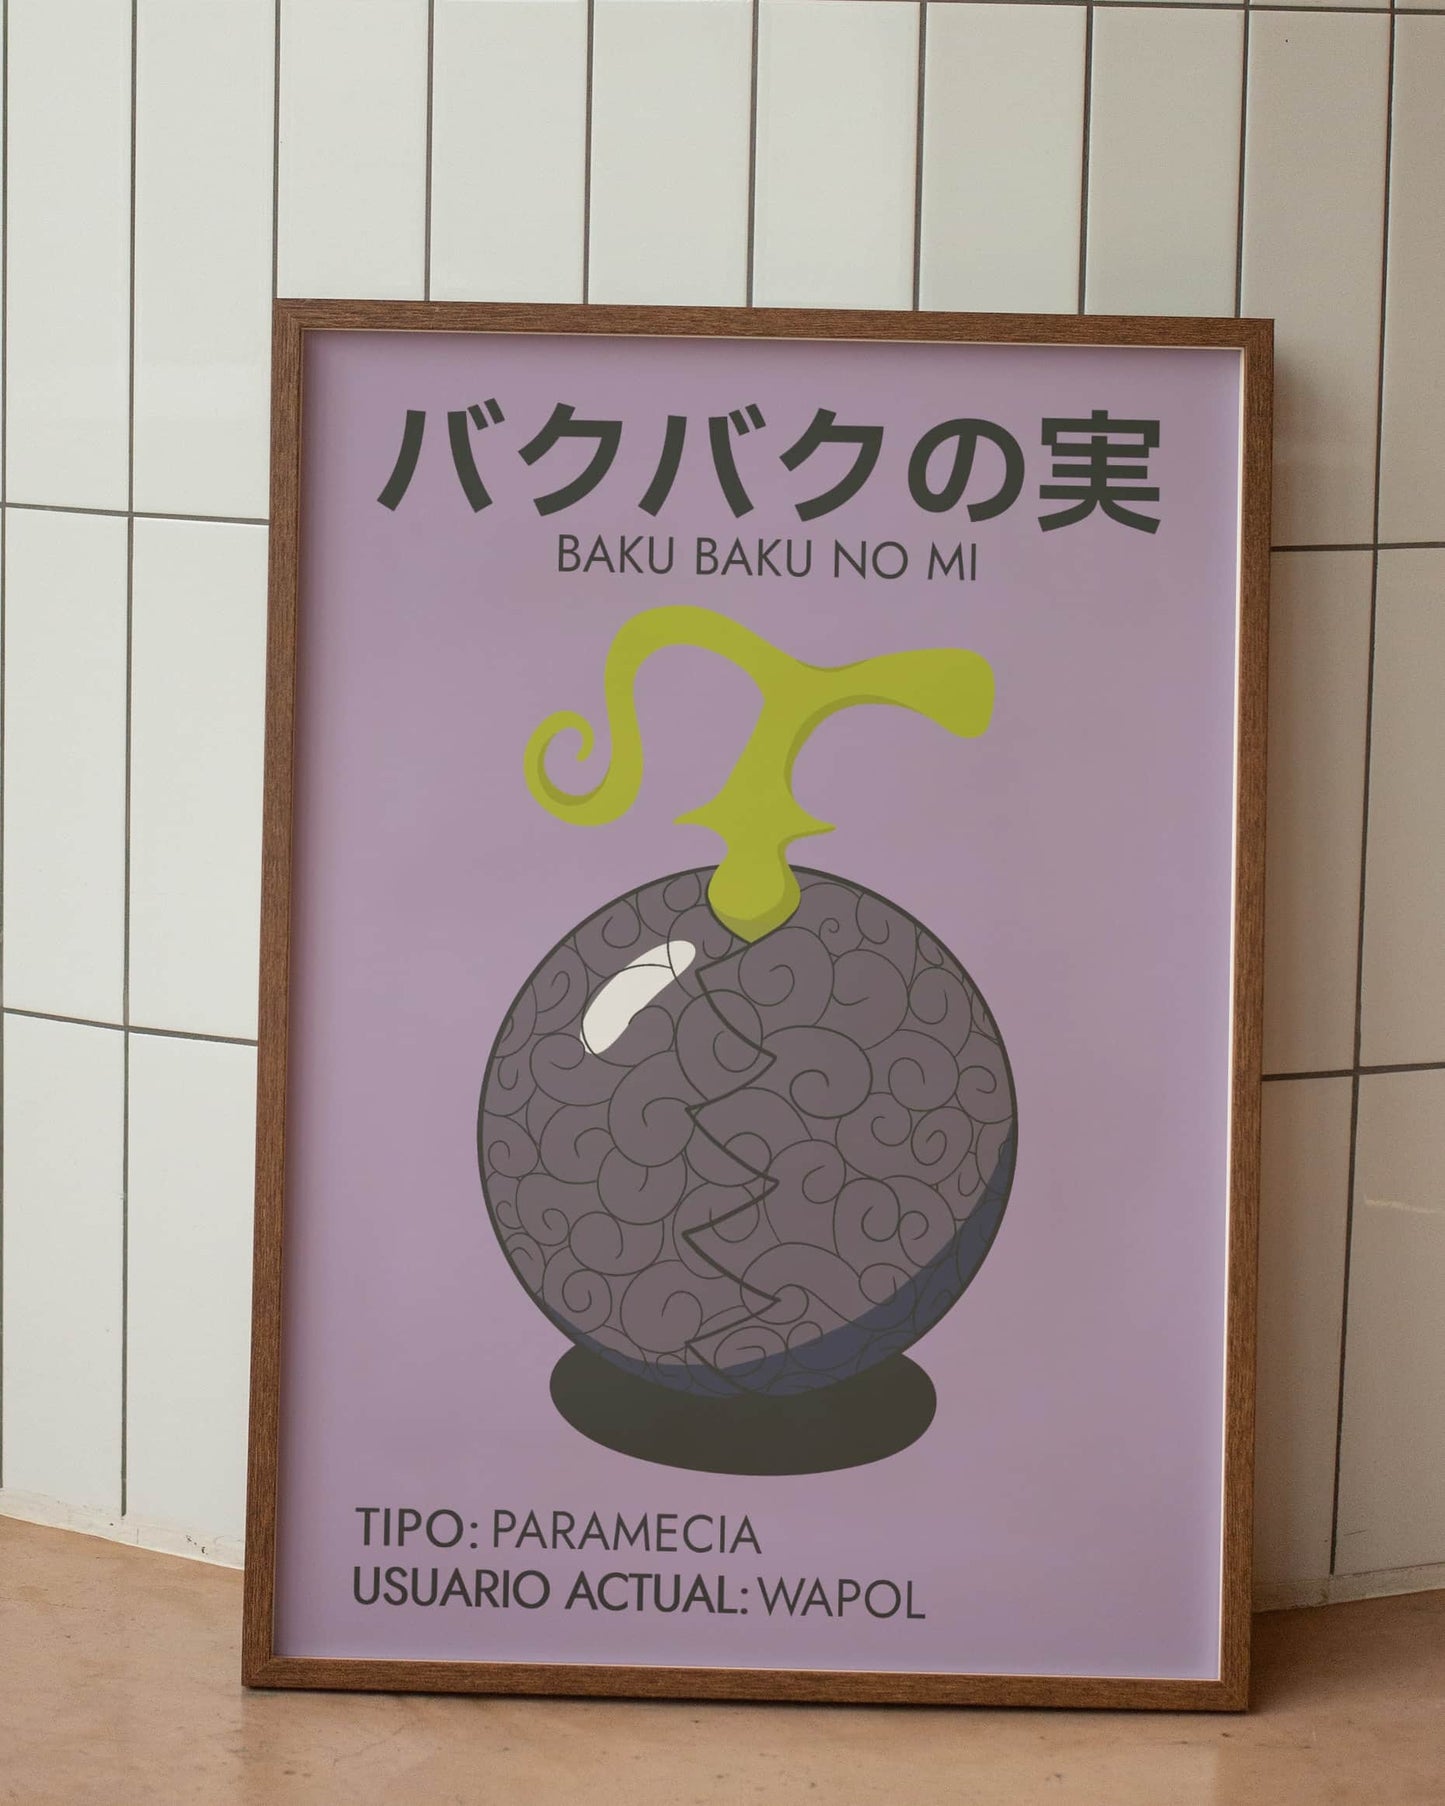 バクバクの実
BAKU BAKU NO MI
TIPO: PARAMECIA
USUARIO ACTUAL: WAPOL